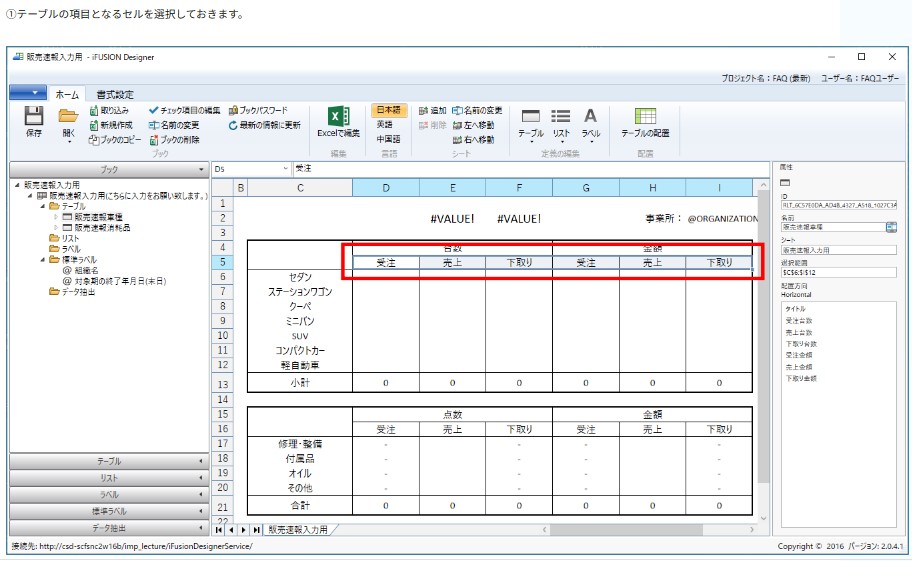 ①テーブルの項目となるセルを選択しておきます。
販売速報入力用 - iFUSION Designer
プロジェクト名：FAQ (最新) ユーザー名：FAQユーザー
ホーム 書式設定
保存 開く 取り込み 新規作成 ブックのコピー チェック項目の編集 名前の変更 ブックの削除 ブックパスワード 最新の情報に更新 ブック
Excelで編集 編集
日本語 英語 中国語 言語
追加 削除 名前の変更 左へ移動 右へ移動 シート
テーブル リスト ラベル 定義の編集
テーブルの配置 配置
ブック
販売速報入力用
販売速報入力用(こちらに入力をお願い致します。)
テーブル
販売速報車種
販売速報消耗品
リスト
ラベル
標準ラベル
@ 組織名
@ 対象期の終了年月日(末日)
データ抽出
テーブル
リスト
ラベル
標準ラベル
データ抽出
D5 受注
B C D E F G H I
1
2 #VALUE! #VALUE! 事業所： @ORGANIZATION
3
4 台数 金額
5 受注 売上 下取り 受注 売上 下取り
6 セダン
7 ステーションワゴン
8 クーペ
9 ミニバン
10 SUV
11 コンパクトカー
12 軽自動車
13 小計 0 0 0 0 0 0
14
15 点数 金額
16 受注 売上 下取り 受注 売上 下取り
17 修理・整備 - - - -
18 付属品 - - - -
19 オイル - - - -
20 その他 - - - -
21 合計 0 0 0 0 0 0
22
販売速報入力用
属性
ID
名前
販売速報車種
シート
販売速報入力用
選択範囲
$C$6:$I$12
配置方向
Horizontal
タイトル
受注台数
売上台数
下取り台数
受注金額
売上金額
下取り金額
接続先: http://csd-scfsnc2w16b/imp_lecture/iFusionDesignerService/
Copyright © 2016 バージョン: 2.0.4.1